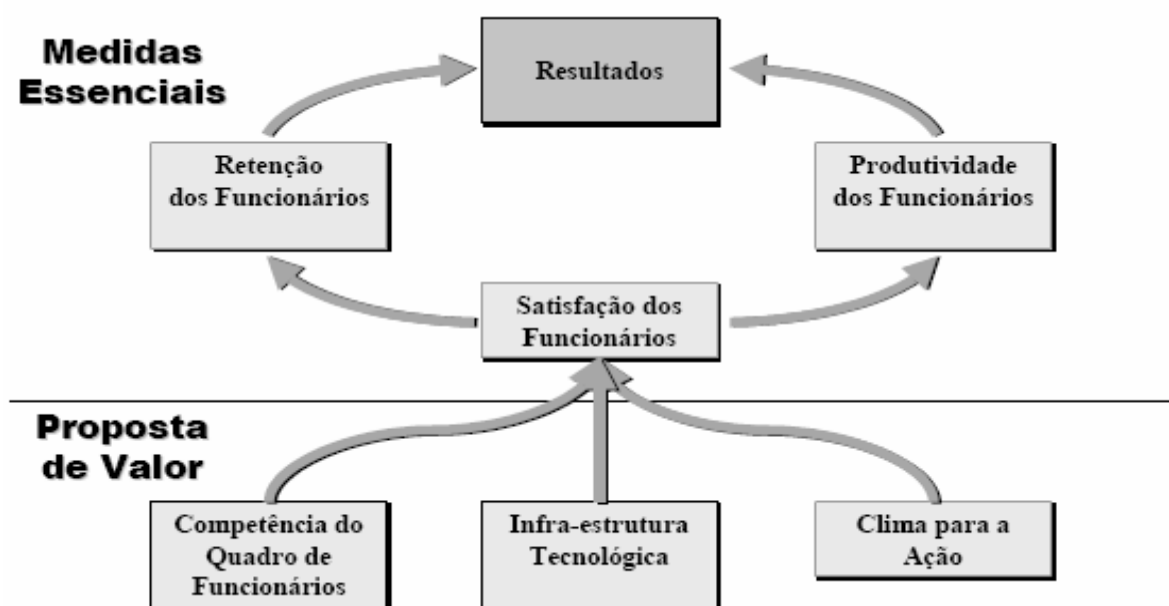 Medidas
Essenciais
Resultados
Retenção
dos Funcionários
Produtividade
dos Funcionários
Satisfação dos
Funcionários
Proposta
de Valor
Competência do
Quadro de
Funcionários
Infra-estrutura
Tecnológica
Clima para a
Ação